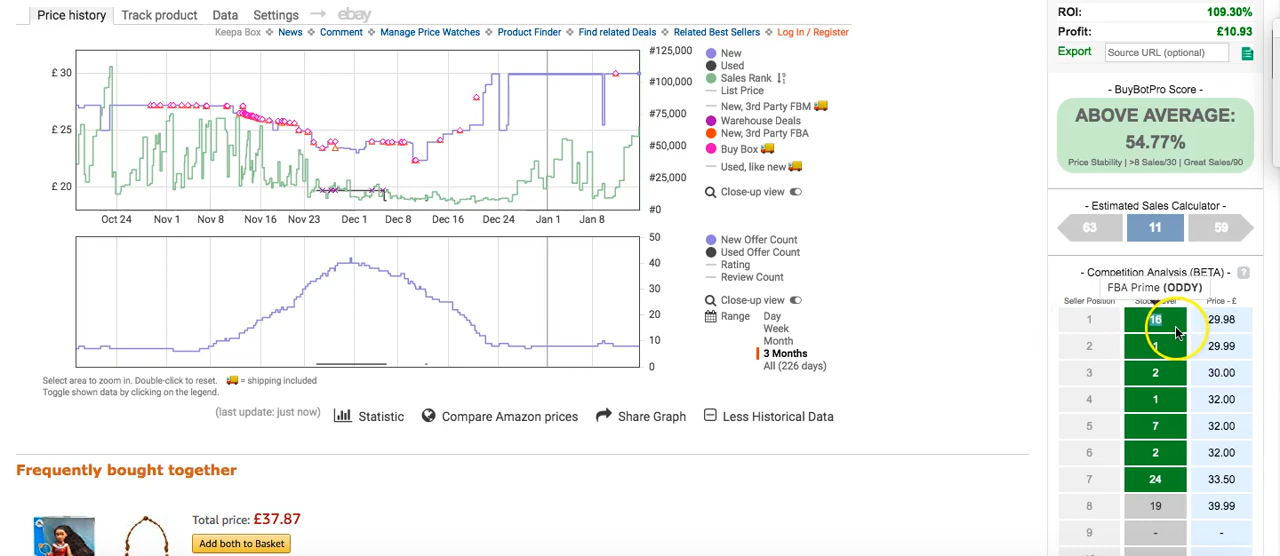 Price history Track product Data Settings ebay
Keepa Box News Comment Manage Price Watches Product Finder Find related Deals Related Best Sellers Log In / Register
£ 30
£ 25
£ 20
#125,000
#100,000
#75,000
#50,000
#25,000
#0
Oct 24 Nov 1 Nov 8 Nov 16 Nov 23 Dec 1 Dec 8 Dec 16 Dec 24 Jan 1 Jan 8
New
Used
Sales Rank
List Price
New, 3rd Party FBM
Warehouse Deals
New, 3rd Party FBA
Buy Box
Used, like new
Close-up view
50
40
30
20
10
0
New Offer Count
Used Offer Count
Rating
Review Count
Close-up view
Range Day
Week
Month
3 Months
All (226 days)
Select area to zoom in. Double-click to reset. = shipping included
Toggle shown data by clicking on the legend.
(last update: just now) Statistic Compare Amazon prices Share Graph Less Historical Data
Frequently bought together
Total price: £37.87
Add both to Basket
ROI: 109.30%
Profit: £10.93
Export Source URL (optional)
- BuyBotPro Score -
ABOVE AVERAGE:
54.77%
Price Stability | >8 Sales/30 | Great Sales/90
- Estimated Sales Calculator -
63 11 59
- Competition Analysis (BETA) - ?
FBA Prime (ODDY)
Seller Position Price - £
1 16 29.98
2 1 29.99
3 2 30.00
4 1 32.00
5 7 32.00
6 2 32.00
7 24 33.50
8 19 39.99
9 - -